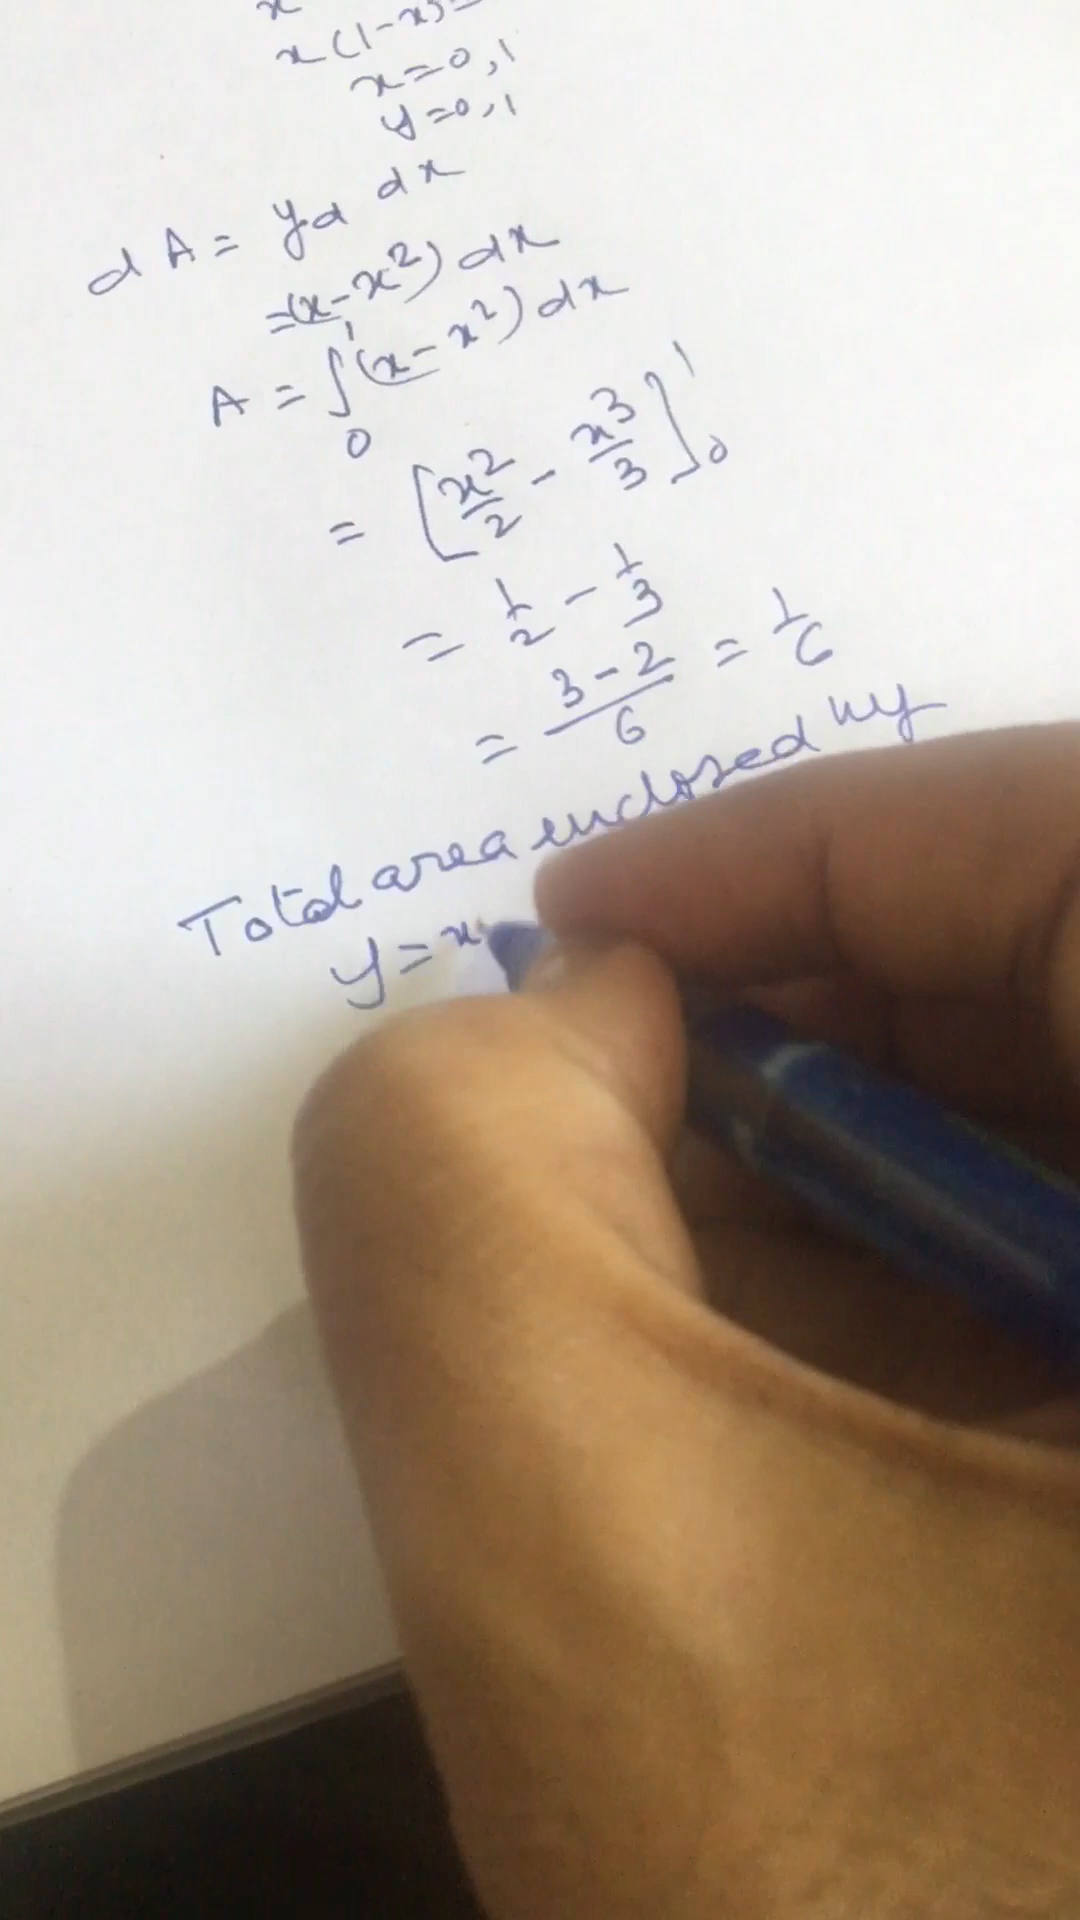 x
x(1-x)=
x=0,1
y=0,1
dA = yd dx
=(x-x²)dx
A = ∫₀¹(x-x²)dx
= [x²/2 - x³/3]₀¹
= 1/2 - 1/3
= (3-2)/6 = 1/6
Total area enclosed by
y=x